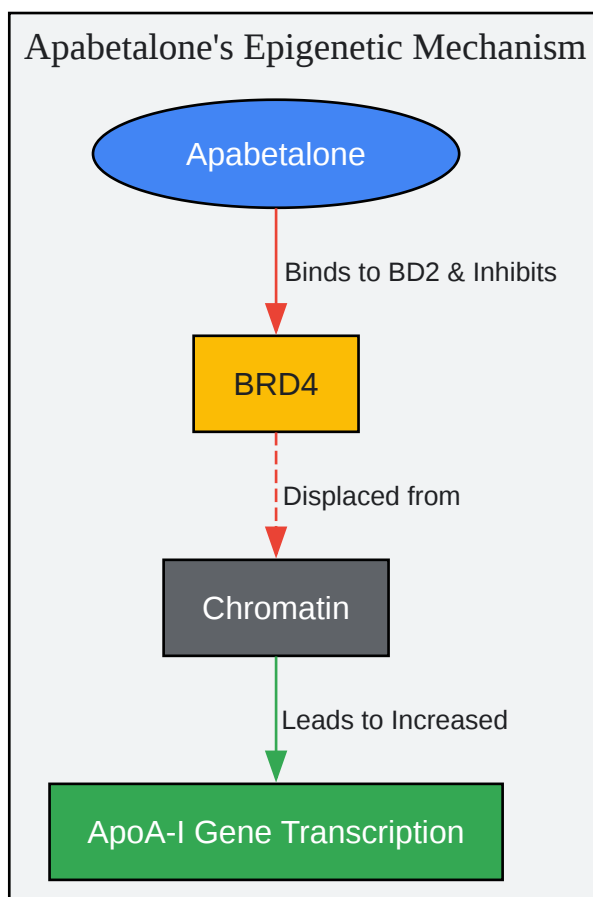 Apabetalone's Epigenetic Mechanism
Apabetalone
Binds to BD2 & Inhibits
BRD4
Displaced from
Chromatin
Leads to Increased
ApoA-I Gene Transcription